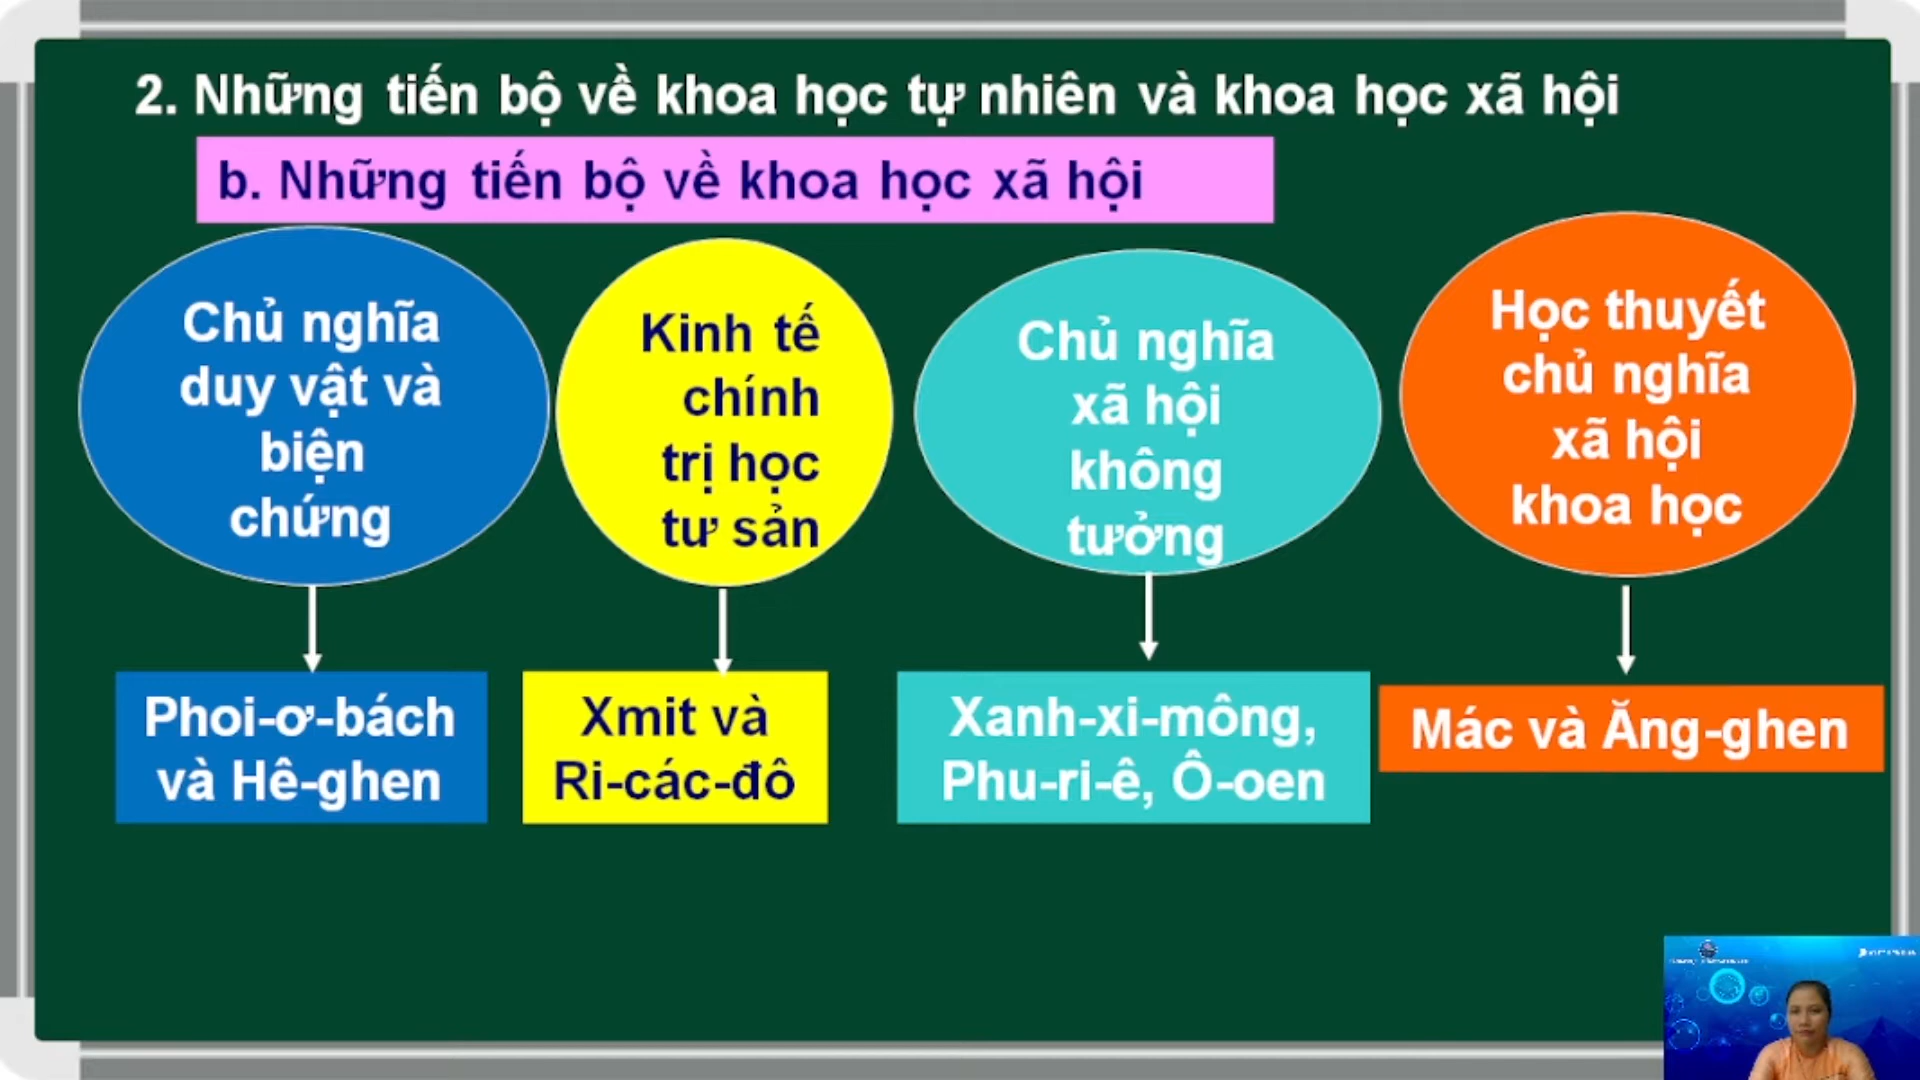 2. Những tiến bộ về khoa học tự nhiên và khoa học xã hội
b. Những tiến bộ về khoa học xã hội
Chủ nghĩa
duy vật và
biện
chứng
Kinh tế
chính
trị học
tư sản
Chủ nghĩa
xã hội
không
tưởng
Học thuyết
chủ nghĩa
xã hội
khoa học
Phoi-ơ-bách
và Hê-ghen
Xmit và
Ri-các-đô
Xanh-xi-mông,
Phu-ri-ê, Ô-oen
Mác và Ăng-ghen